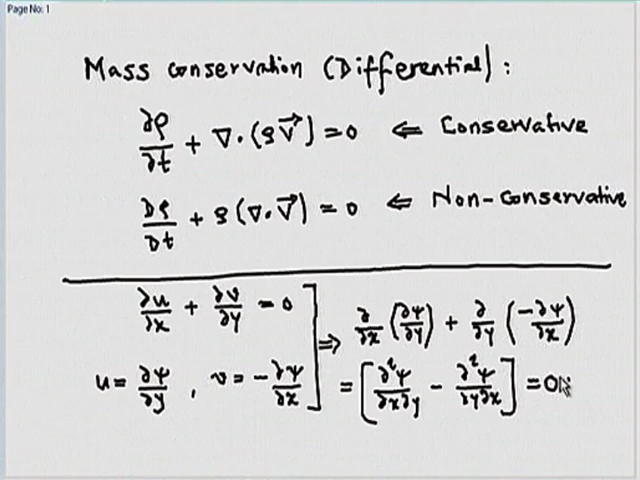 Page No: 1
Mass conservation (Differential) :
∂ρ/∂t + ∇·(ρV⃗) = 0 ⇐ Conservative
Dρ/Dt + ρ(∇·V⃗) = 0 ⇐ Non-conservative
∂u/∂x + ∂v/∂y = 0 ] ⇒ ∂/∂x (∂ψ/∂y) + ∂/∂y (-∂ψ/∂x)
u = ∂ψ/∂y , v = -∂ψ/∂x ] = [∂²ψ/∂x∂y - ∂²ψ/∂y∂x] = 0